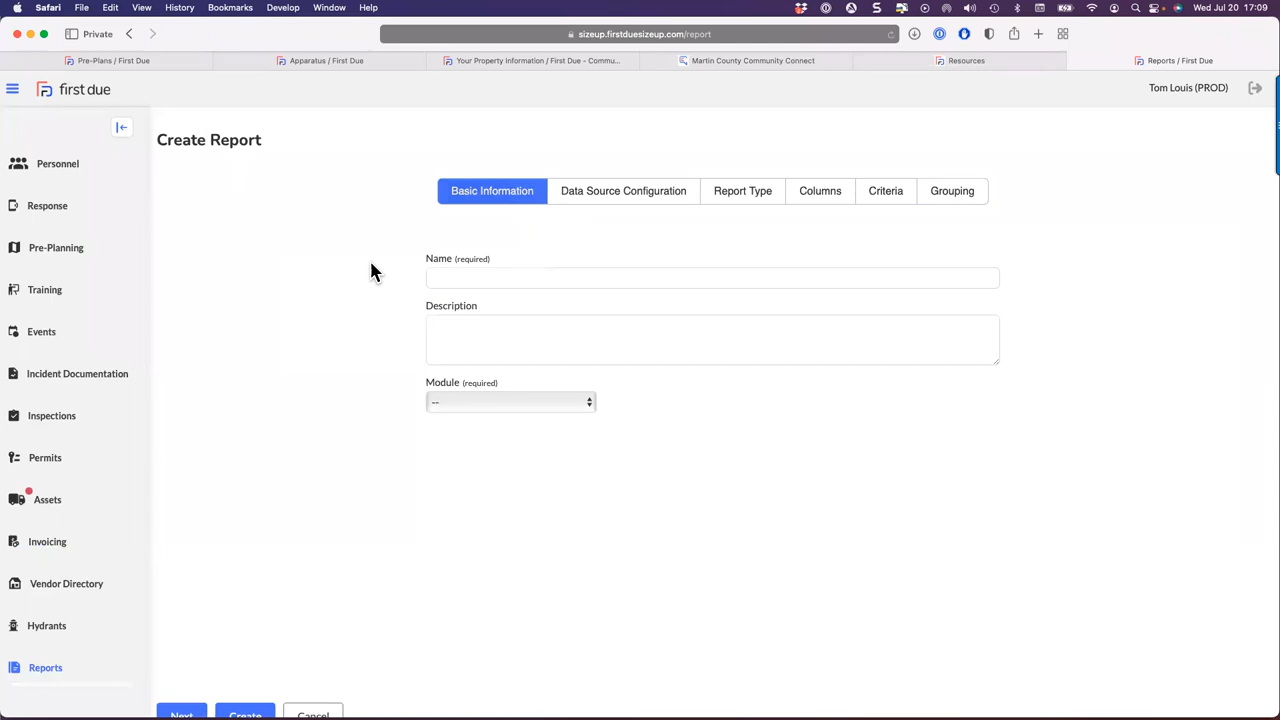 Safari File Edit View History Bookmarks Develop Window Help Wed Jul 20 17:09
Private sizeup.firstduesizeup.com/report
Pre-Plans / First Due Apparatus / First Due Your Property Information / First Due - Commu... Martin County Community Connect Resources Reports / First Due
first due Tom Louis (PROD)
Create Report
Basic Information Data Source Configuration Report Type Columns Criteria Grouping
Name (required)
Description
Module (required)
--
Personnel
Response
Pre-Planning
Training
Events
Incident Documentation
Inspections
Permits
Assets
Invoicing
Vendor Directory
Hydrants
Reports
Next Create Cancel